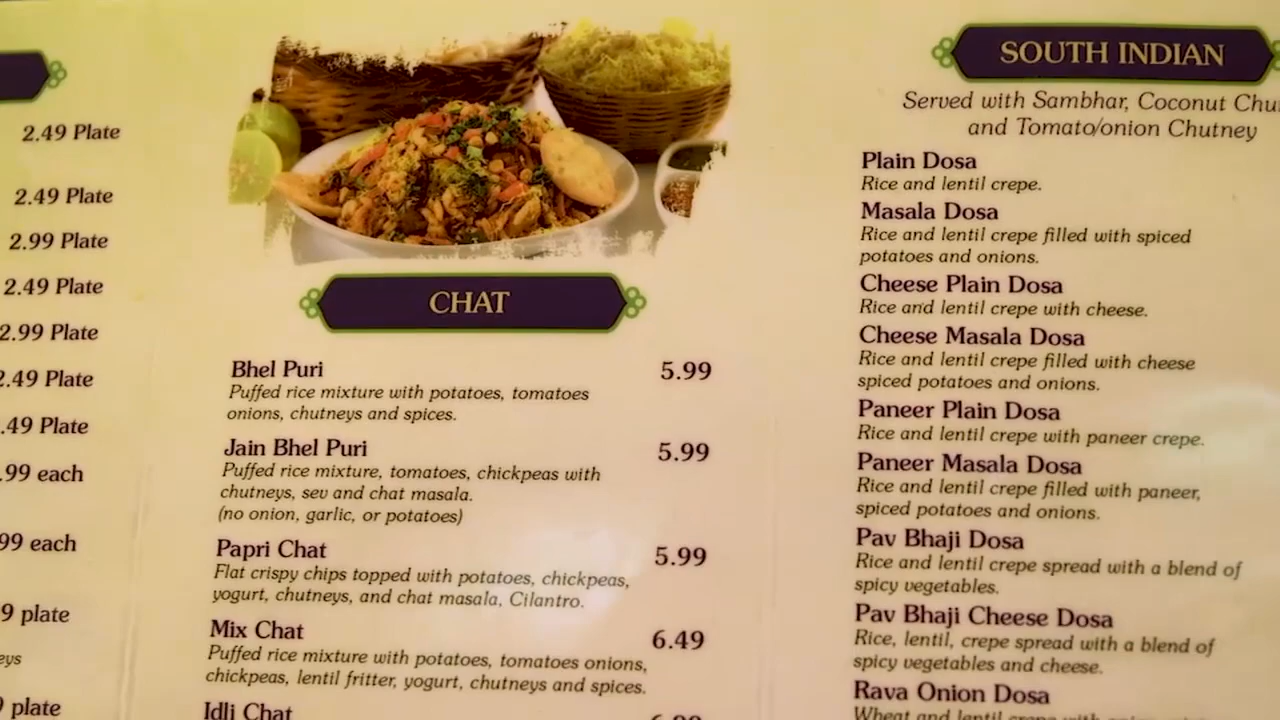 2.49 Plate
2.49 Plate
2.99 Plate
2.49 Plate
2.99 Plate
2.49 Plate
.49 Plate
.99 each
99 each
9 plate
plate
CHAT
Bhel Puri 5.99
Puffed rice mixture with potatoes, tomatoes
onions, chutneys and spices.
Jain Bhel Puri 5.99
Puffed rice mixture, tomatoes, chickpeas with
chutneys, sev and chat masala.
(no onion, garlic, or potatoes)
Papri Chat 5.99
Flat crispy chips topped with potatoes, chickpeas,
yogurt, chutneys, and chat masala, Cilantro.
Mix Chat 6.49
Puffed rice mixture with potatoes, tomatoes onions,
chickpeas, lentil fritter, yogurt, chutneys and spices.
Idli Chat
SOUTH INDIAN
Served with Sambhar, Coconut Chu
and Tomato/onion Chutney
Plain Dosa
Rice and lentil crepe.
Masala Dosa
Rice and lentil crepe filled with spiced
potatoes and onions.
Cheese Plain Dosa
Rice and lentil crepe with cheese.
Cheese Masala Dosa
Rice and lentil crepe filled with cheese
spiced potatoes and onions.
Paneer Plain Dosa
Rice and lentil crepe with paneer crepe.
Paneer Masala Dosa
Rice and lentil crepe filled with paneer,
spiced potatoes and onions.
Pav Bhaji Dosa
Rice and lentil crepe spread with a blend of
spicy vegetables.
Pav Bhaji Cheese Dosa
Rice, lentil, crepe spread with a blend of
spicy vegetables and cheese.
Rava Onion Dosa
Wheat and lentil crepe with